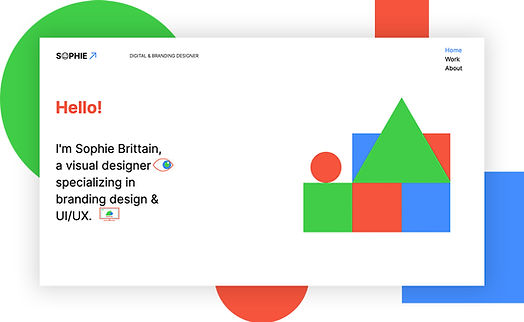 SOPHIE
DIGITAL & BRANDING DESIGNER
Home
Work
About
Hello!
I'm Sophie Brittain,
a visual designer
specializing in
branding design &
UI/UX.